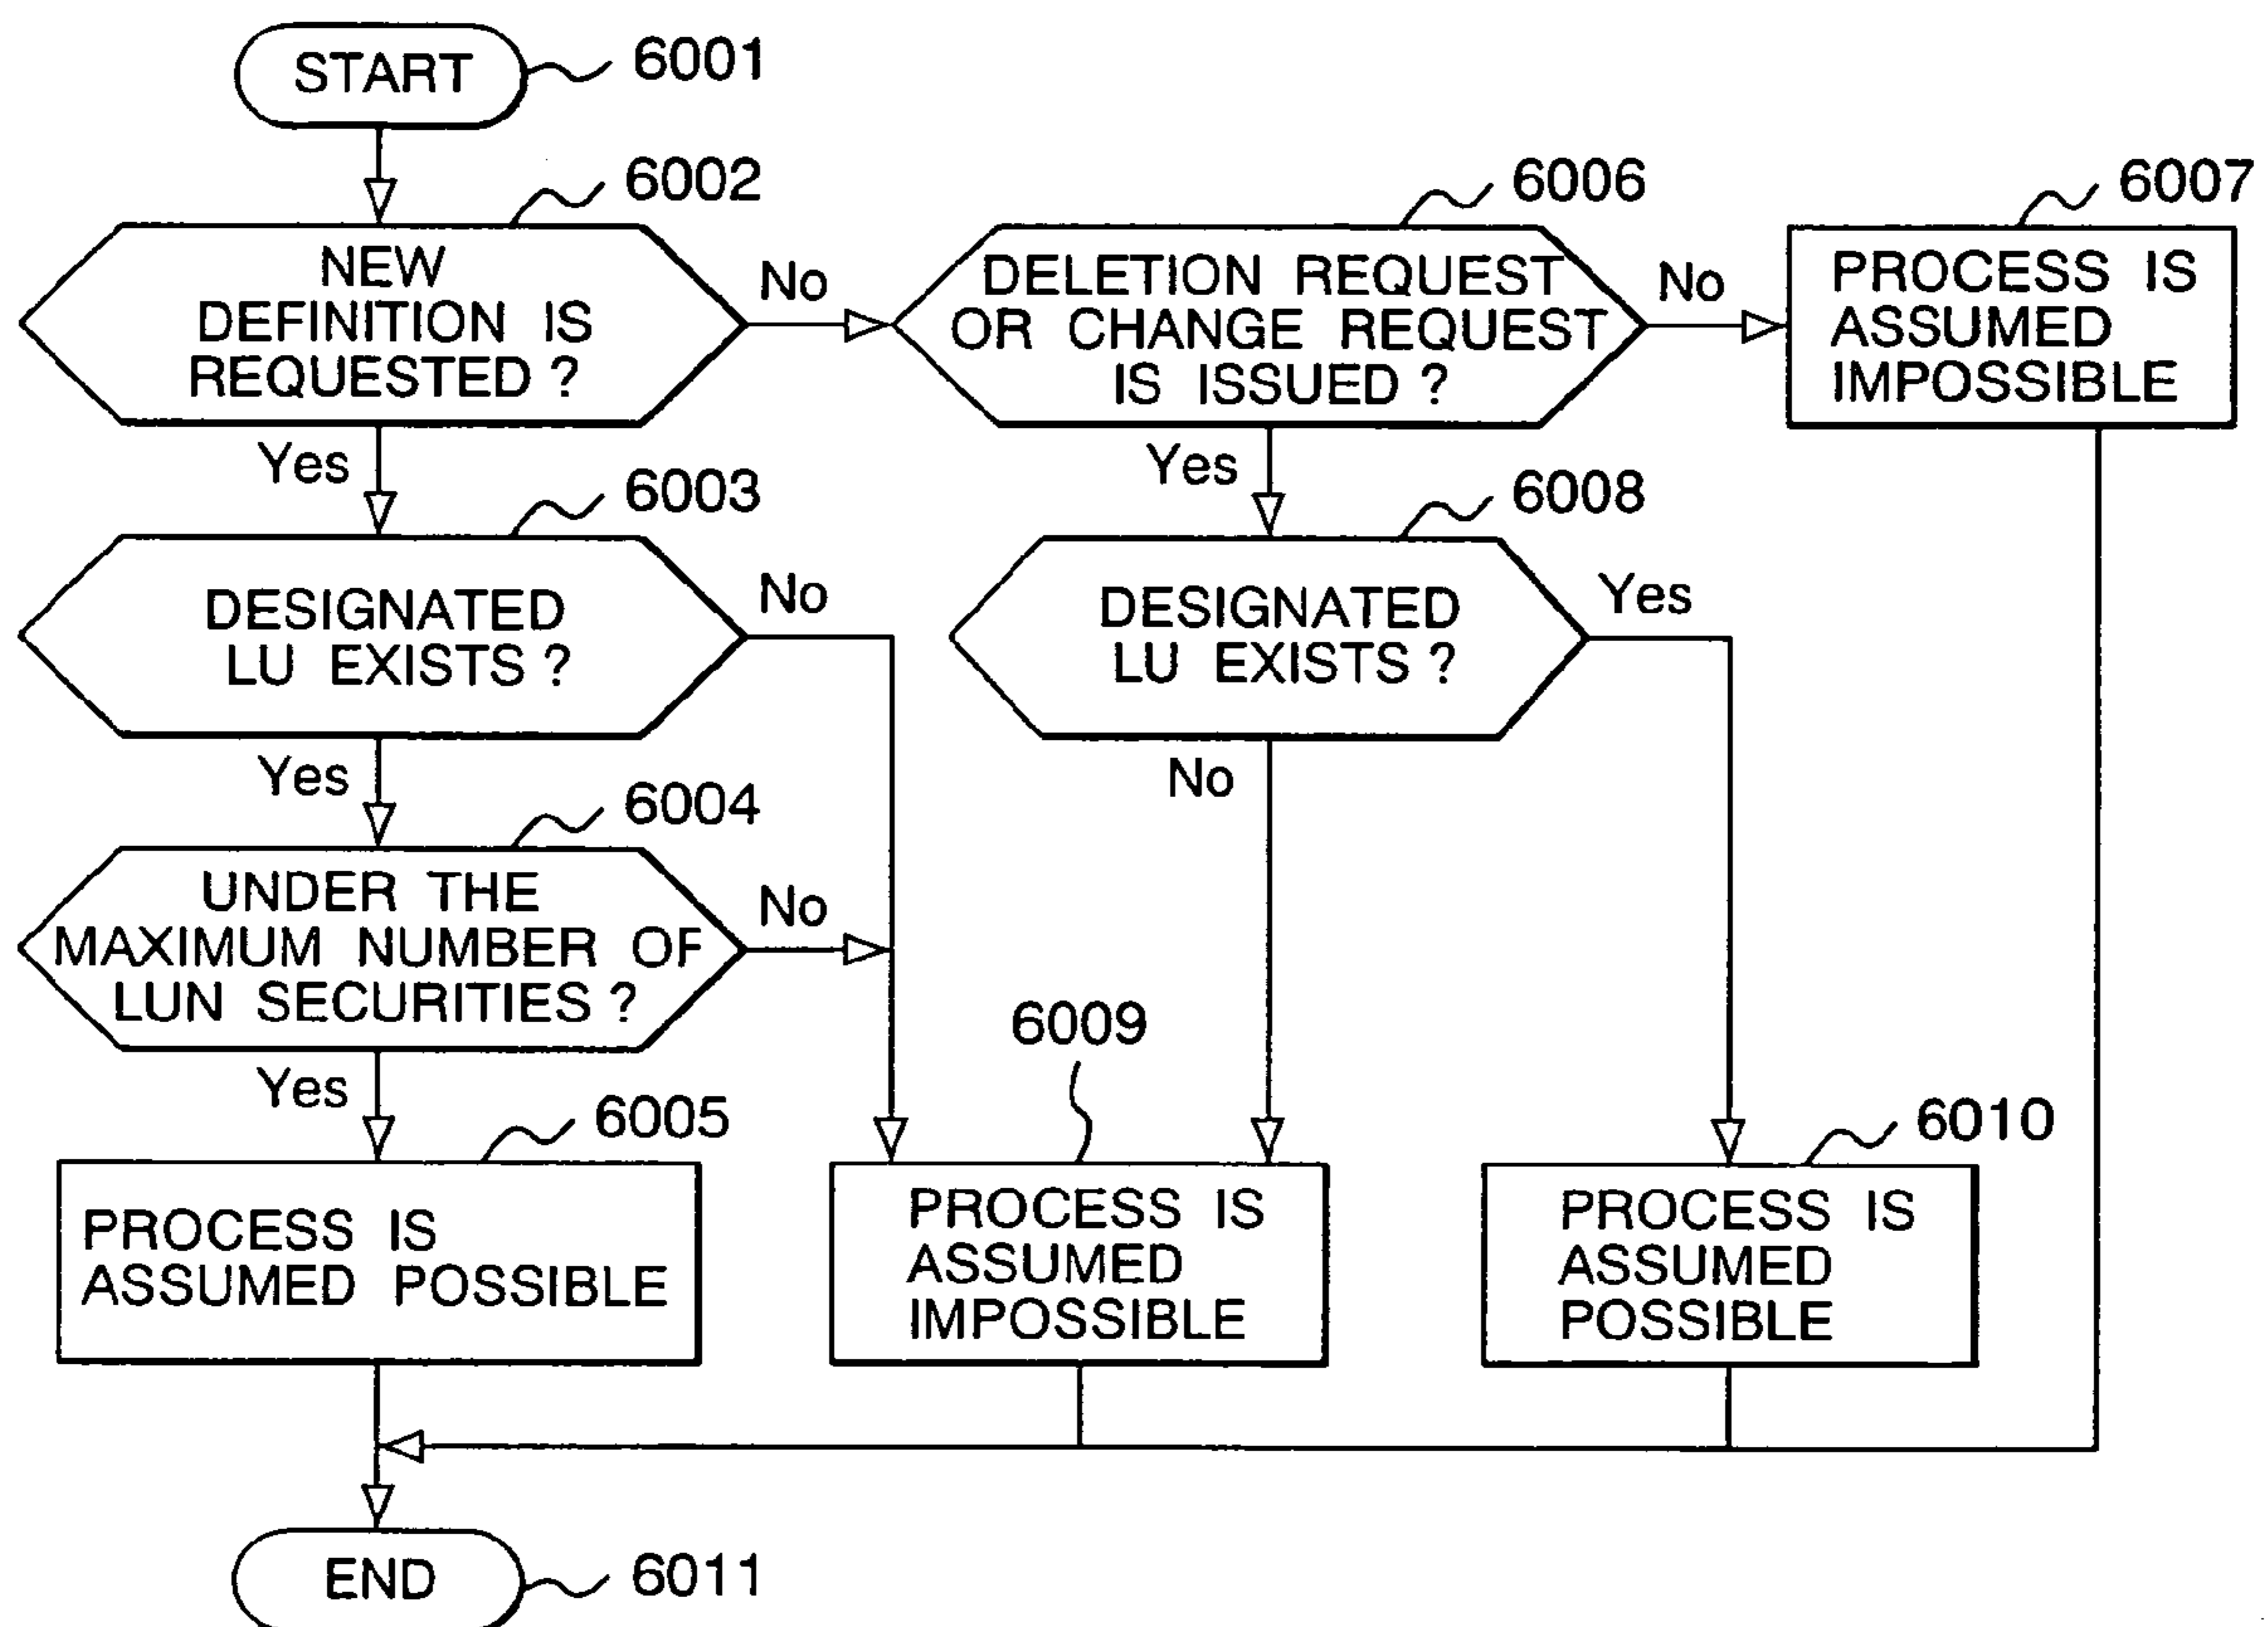 START
6001
6002
NEW
DEFINITION IS
REQUESTED ?
No
6006
DELETION REQUEST
OR CHANGE REQUEST
IS ISSUED ?
No
6007
PROCESS IS
ASSUMED
IMPOSSIBLE
Yes
6003
DESIGNATED
LU EXISTS ?
No
Yes
6008
DESIGNATED
LU EXISTS ?
Yes
No
Yes
6004
UNDER THE
MAXIMUM NUMBER OF
LUN SECURITIES ?
No
Yes
6005
PROCESS IS
ASSUMED POSSIBLE
6009
PROCESS IS
ASSUMED
IMPOSSIBLE
6010
PROCESS IS
ASSUMED
POSSIBLE
END
6011